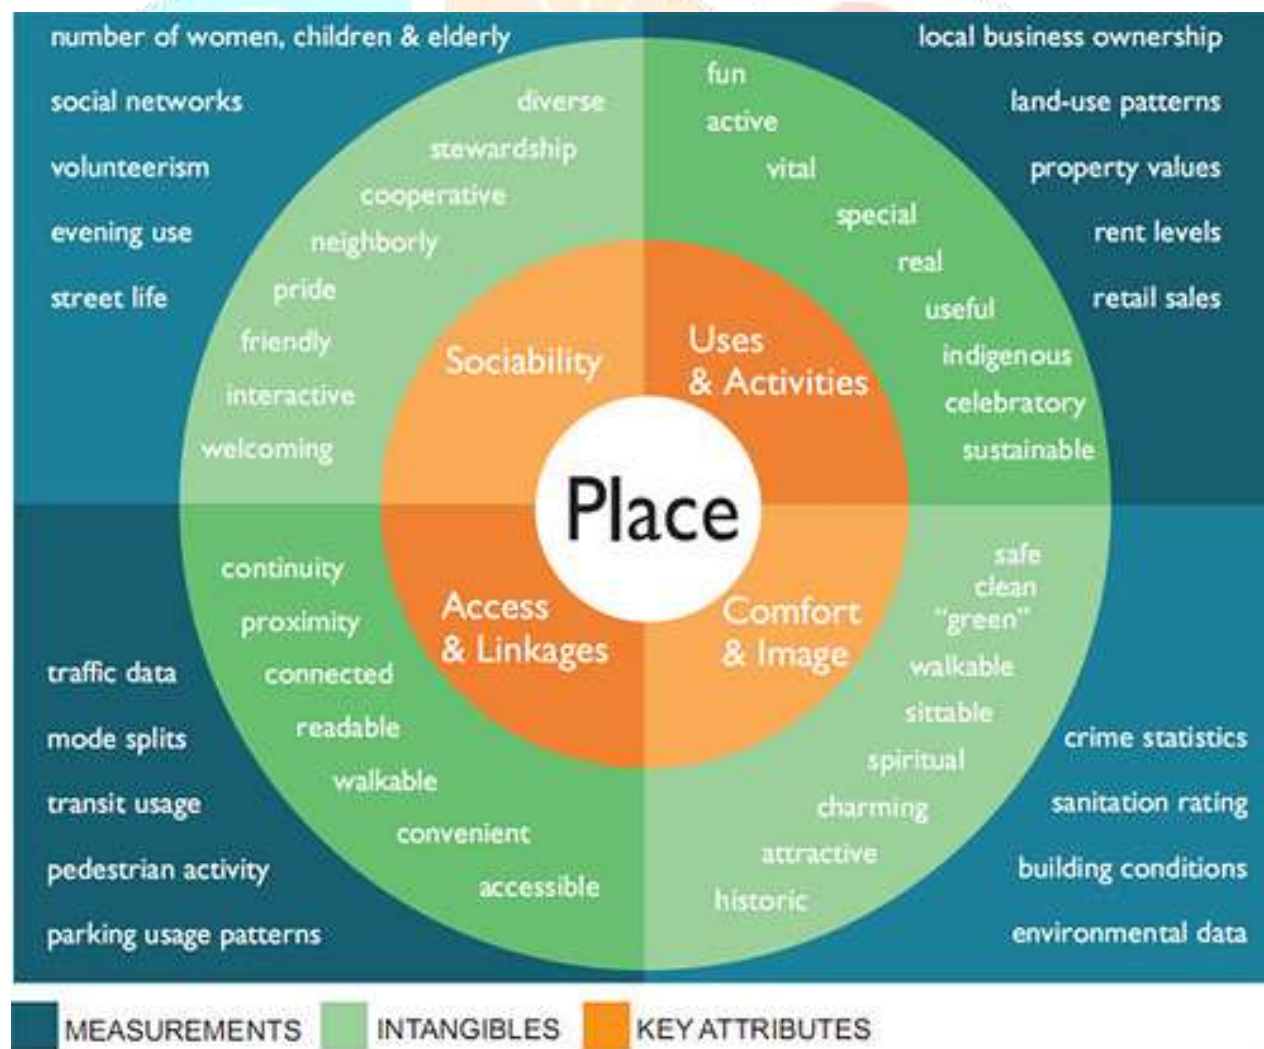 number of women, children & elderly
social networks
volunteerism
evening use
street life
diverse
stewardship
cooperative
neighborly
pride
friendly
interactive
welcoming
Sociability
fun
active
vital
special
real
useful
indigenous
celebratory
sustainable
Uses
& Activities
local business ownership
land-use patterns
property values
rent levels
retail sales
Place
continuity
proximity
connected
readable
walkable
convenient
accessible
Access
& Linkages
traffic data
mode splits
transit usage
pedestrian activity
parking usage patterns
Comfort
& Image
safe
clean
"green"
walkable
sittable
spiritual
charming
attractive
historic
crime statistics
sanitation rating
building conditions
environmental data
MEASUREMENTS
INTANGIBLES
KEY ATTRIBUTES